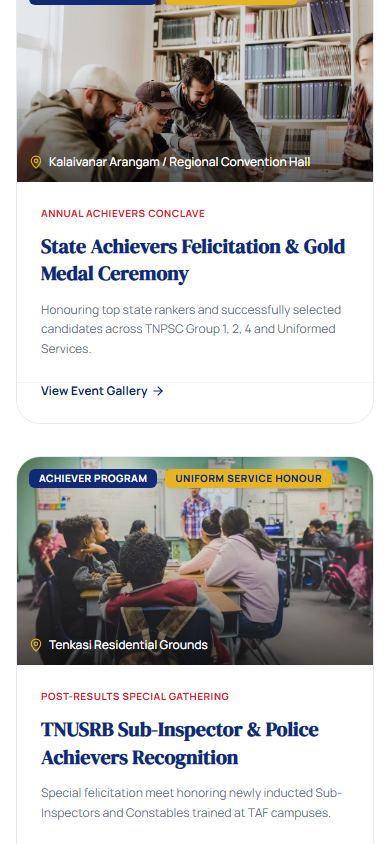 Kalaivanar Arangam / Regional Convention Hall
ANNUAL ACHIEVERS CONCLAVE
State Achievers Felicitation & Gold
Medal Ceremony
Honouring top state rankers and successfully selected
candidates across TNPSC Group 1, 2, 4 and Uniformed
Services.
View Event Gallery →
ACHIEVER PROGRAM UNIFORM SERVICE HONOUR
Tenkasi Residential Grounds
POST-RESULTS SPECIAL GATHERING
TNUSRB Sub-Inspector & Police
Achievers Recognition
Special felicitation meet honoring newly inducted Sub-
Inspectors and Constables trained at TAF campuses.